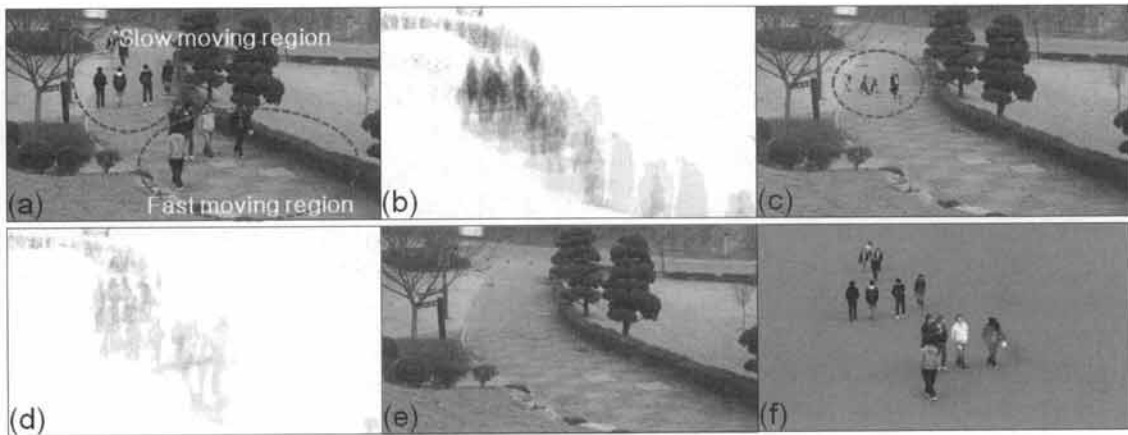 Slow moving region
Fast moving region
(a)
(b)
(c)
(d)
(e)
(f)